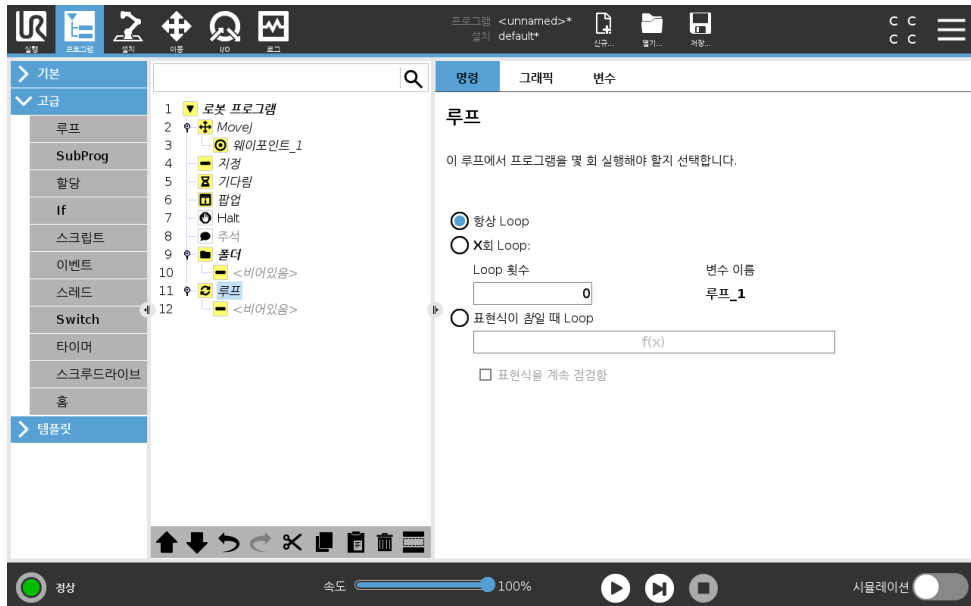 UR
실행
프로그램
설치
이동
I/O
로그
프로그램 <unnamed>*
설치 default*
신규...
열기...
저장...
C C
C C
기본
고급
루프
SubProg
할당
If
스크립트
이벤트
스레드
Switch
타이머
스크루드라이브
홈
템플릿
1 로봇 프로그램
2 MoveJ
3 웨이포인트_1
4 지정
5 기다림
6 팝업
7 Halt
8 주석
9 폴더
10 <비어있음>
11 루프
12 <비어있음>
명령 그래픽 변수
루프
이 루프에서 프로그램을 몇 회 실행해야 할지 선택합니다.
항상 Loop
X회 Loop:
Loop 횟수 변수 이름
0 루프_1
표현식이 참일 때 Loop
f(x)
표현식을 계속 점검함
정상
속도 100%
시뮬레이션